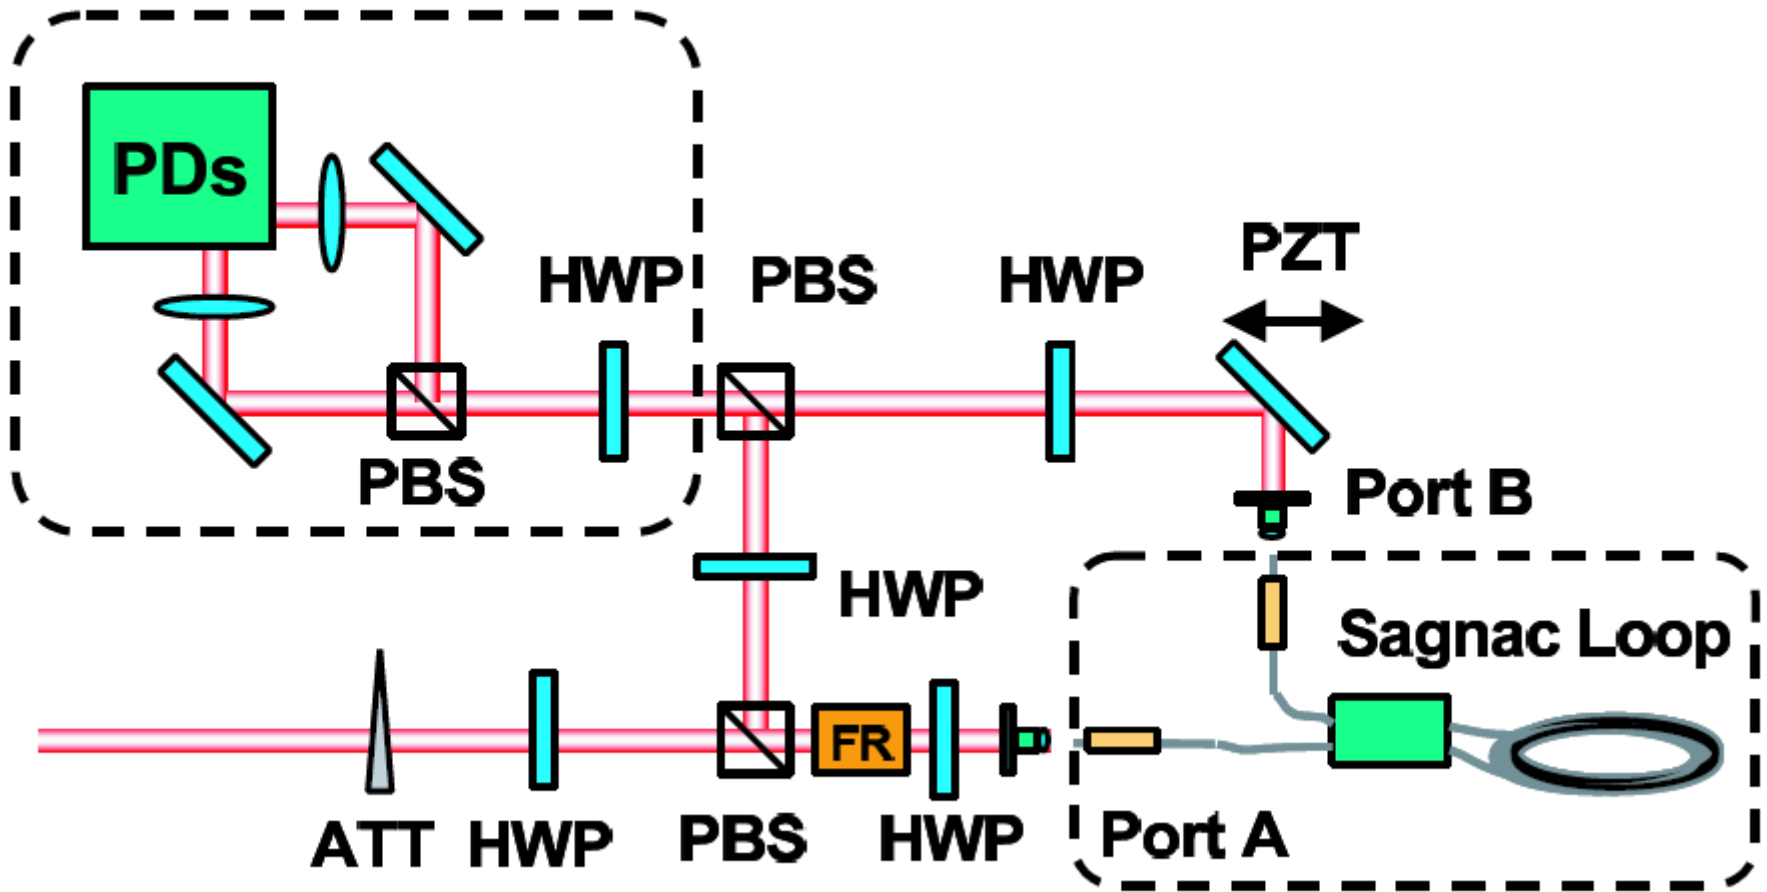 PDs
HWP
PBS
HWP
PZT
PBS
Port B
HWP
Sagnac Loop
FR
ATT
HWP
PBS
HWP
Port A